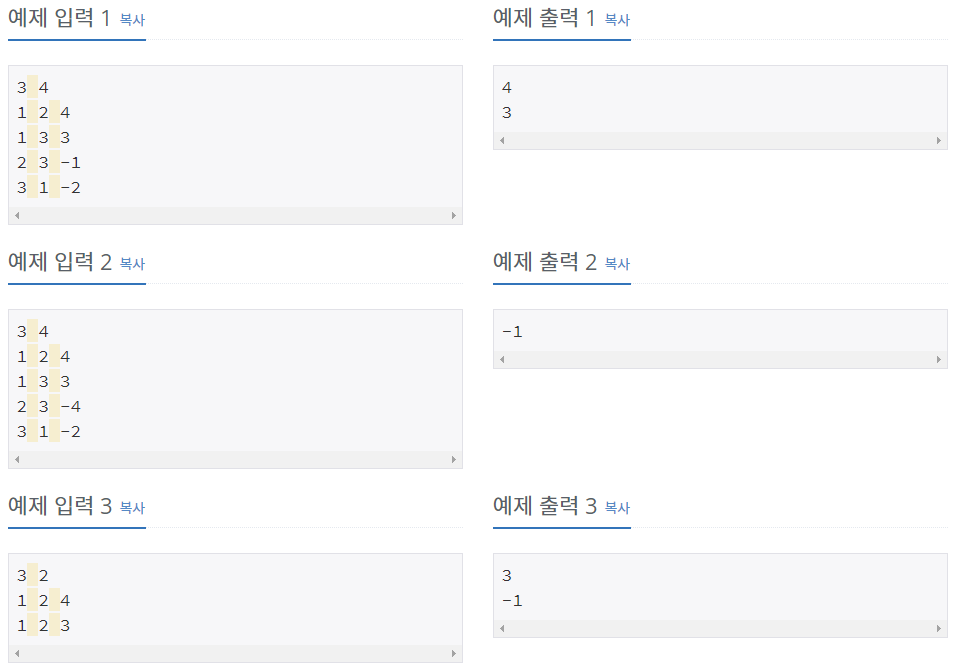 예제 입력 1 복사
3 4
1 2 4
1 3 3
2 3 -1
3 1 -2
예제 출력 1 복사
4
3
예제 입력 2 복사
3 4
1 2 4
1 3 3
2 3 -4
3 1 -2
예제 출력 2 복사
-1
예제 입력 3 복사
3 2
1 2 4
1 2 3
예제 출력 3 복사
3
-1